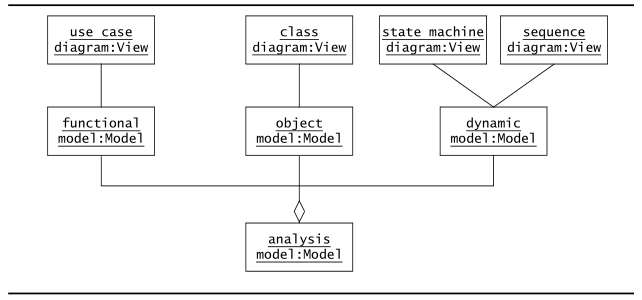 use case
diagram:View
class
diagram:View
state machine
diagram:View
sequence
diagram:View
functional
model:Model
object
model:Model
dynamic
model:Model
analysis
model:Model